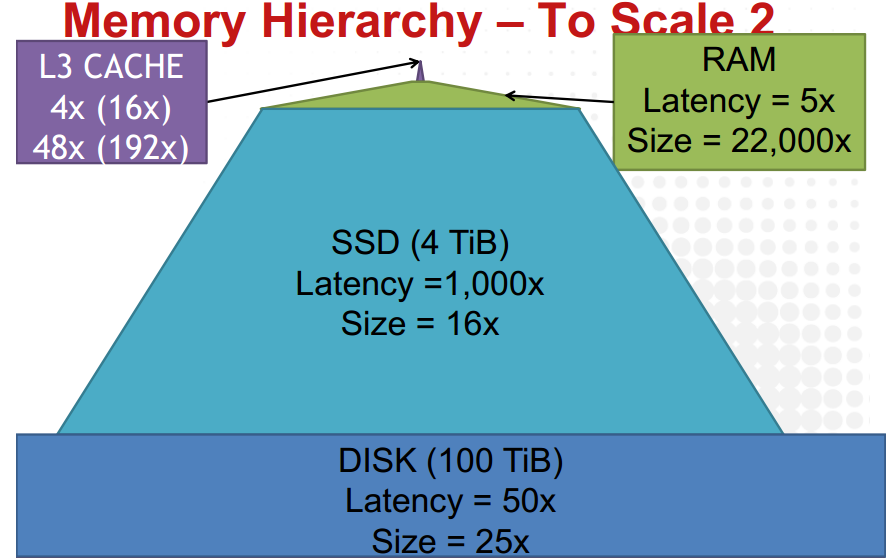 Memory Hierarchy – To Scale 2
L3 CACHE
4x (16x)
48x (192x)
RAM
Latency = 5x
Size = 22,000x
SSD (4 TiB)
Latency =1,000x
Size = 16x
DISK (100 TiB)
Latency = 50x
Size = 25x